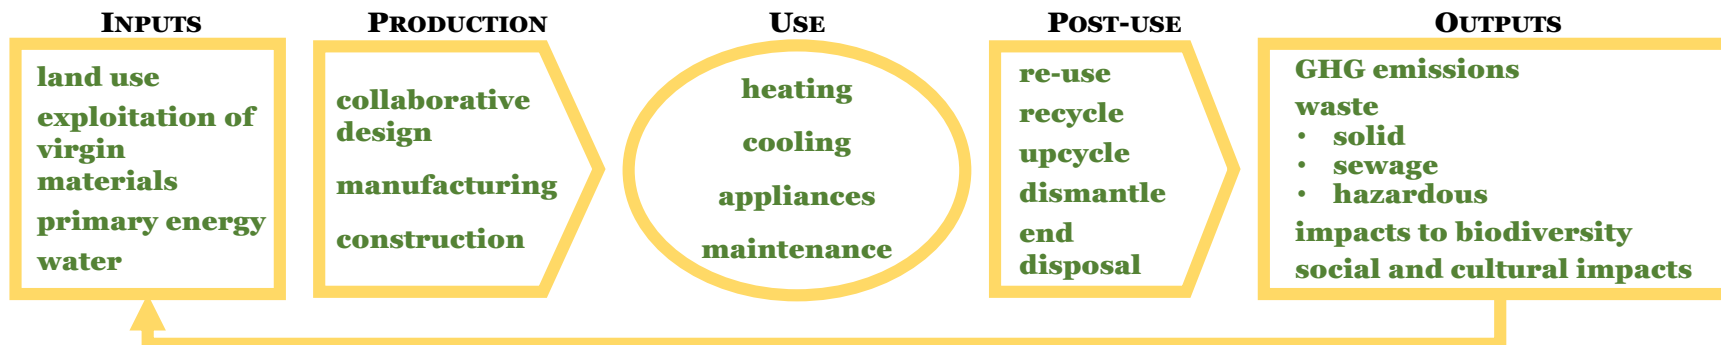 INPUTS
land use
exploitation of
virgin
materials
primary energy
water
PRODUCTION
collaborative
design
manufacturing
construction
USE
heating
cooling
appliances
maintenance
POST-USE
re-use
recycle
upcycle
dismantle
end
disposal
OUTPUTS
GHG emissions
waste
• solid
• sewage
• hazardous
impacts to biodiversity
social and cultural impacts